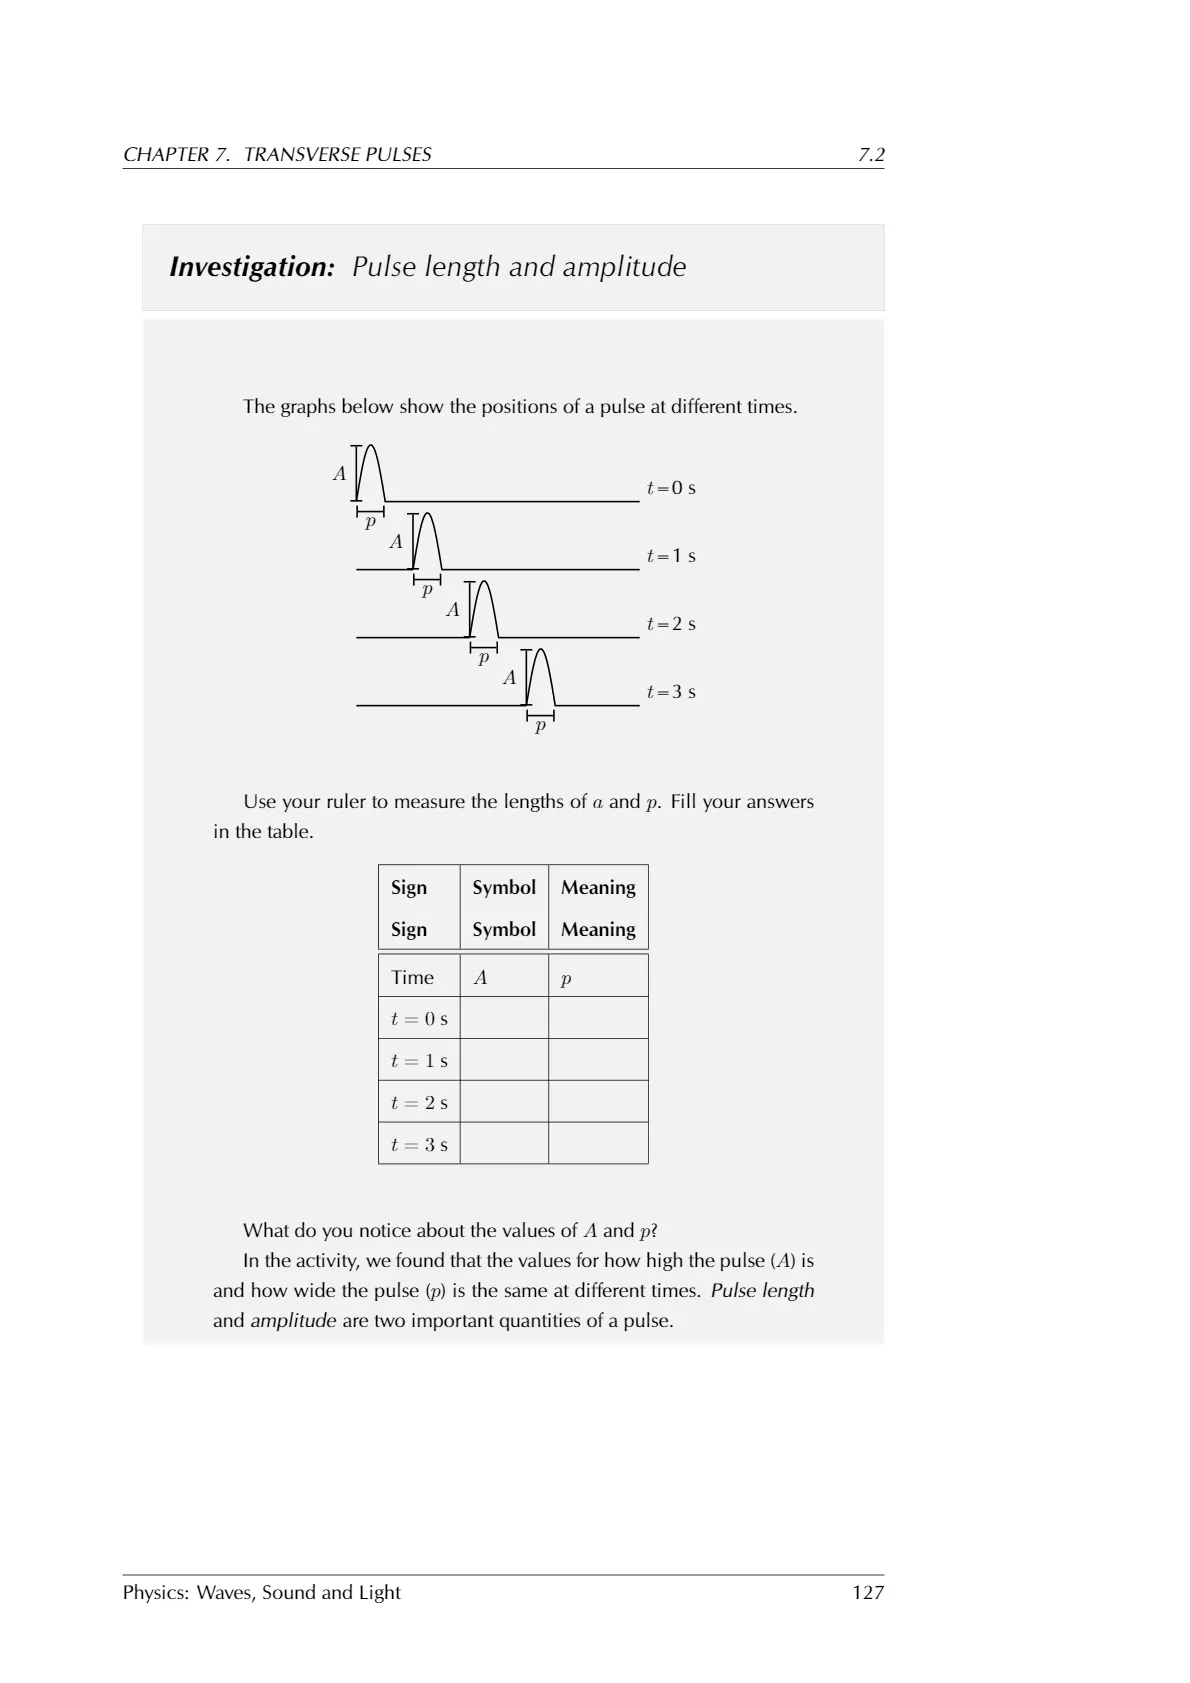 CHAPTER 7. TRANSVERSE PULSES 7.2
Investigation: Pulse length and amplitude
The graphs below show the positions of a pulse at different times.
A
t=0 s
p
A
t=1 s
p
A
t=2 s
p
A
t=3 s
p
Use your ruler to measure the lengths of a and p. Fill your answers
in the table.
Sign Symbol Meaning
Sign Symbol Meaning
Time A p
t = 0 s
t = 1 s
t = 2 s
t = 3 s
What do you notice about the values of A and p?
In the activity, we found that the values for how high the pulse (A) is
and how wide the pulse (p) is the same at different times. Pulse length
and amplitude are two important quantities of a pulse.
Physics: Waves, Sound and Light 127